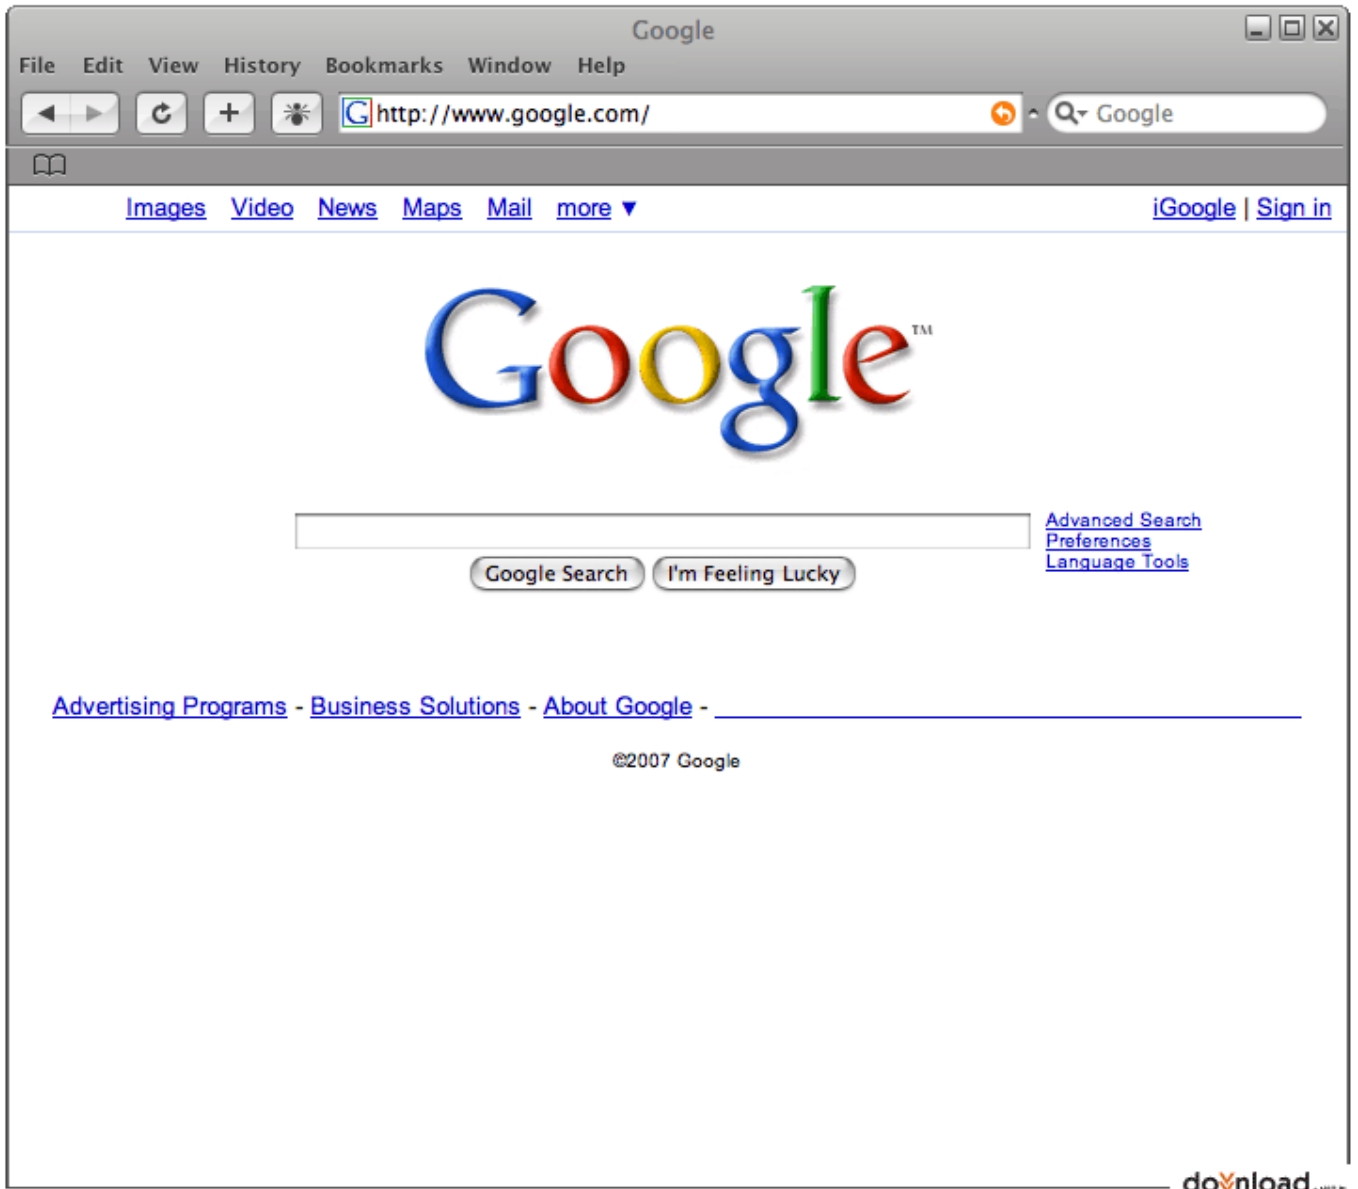 Google
File Edit View History Bookmarks Window Help
http://www.google.com/ Google
Images Video News Maps Mail more ▼ iGoogle | Sign in
Google™
Advanced Search
Preferences
Language Tools
Google Search I'm Feeling Lucky
Advertising Programs - Business Solutions - About Google -
©2007 Google
download